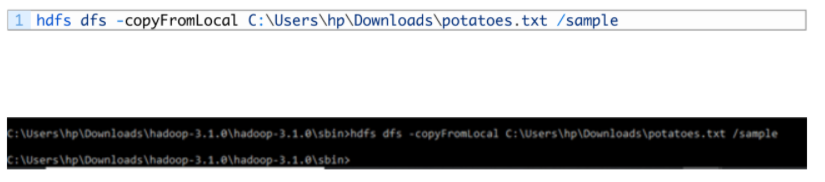 1 hdfs dfs -copyFromLocal C:\Users\hp\Downloads\potatoes.txt /sample
C:\Users\hp\Downloads\hadoop-3.1.0\hadoop-3.1.0\sbin>hdfs dfs -copyFromLocal C:\Users\hp\Downloads\potatoes.txt /sample
C:\Users\hp\Downloads\hadoop-3.1.0\hadoop-3.1.0\sbin>